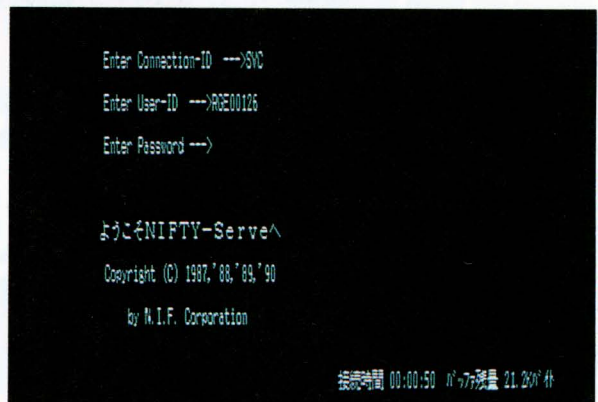 Enter Connection-ID --->SVC
Enter User-ID --->RGE00126
Enter Password --->
ようこそNIFTY-Serveへ
Copyright (C) 1987,'88,'89,'90
by N.I.F. Corporation
接続時間 00:00:50 ﾊﾞｯﾌｧ残量 21.2Kﾊﾞｲﾄ